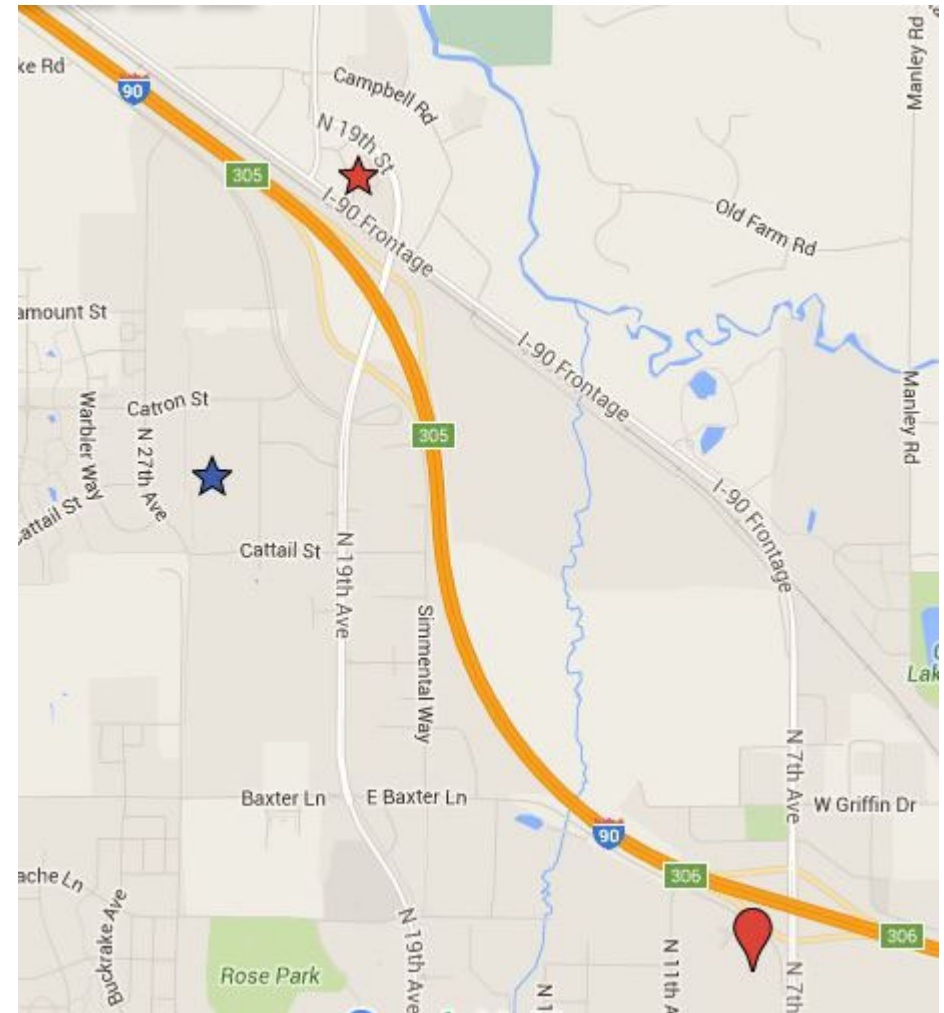 Manley Rd
ke Rd
90
Campbell Rd
N 19th St
305
I-90 Frontage
Old Farm Rd
amount St
I-90 Frontage
Manley Rd
Catron St
Warbler Way
N 27th Ave
305
I-90 Frontage
attail St
Cattail St
N 19th Ave
Simmental Way
Lak
N 7th Ave
Baxter Ln
E Baxter Ln
W Griffin Dr
90
ache Ln
306
Buckrake Ave
N 19th Ave
306
Rose Park
N 11th A
N 7th
N 1